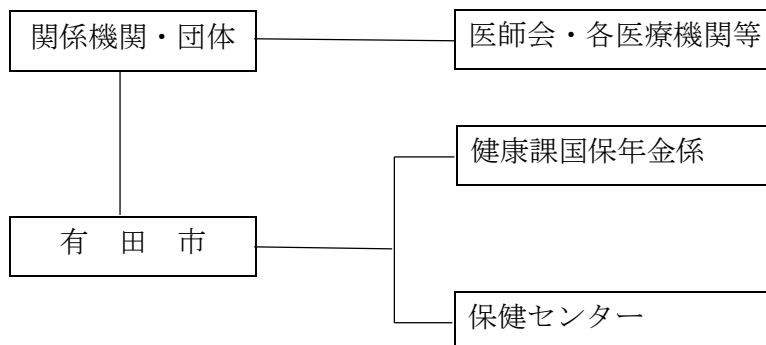 関係機関・団体
医師会・各医療機関等
健康課国保年金係
有　田　市
保健センター